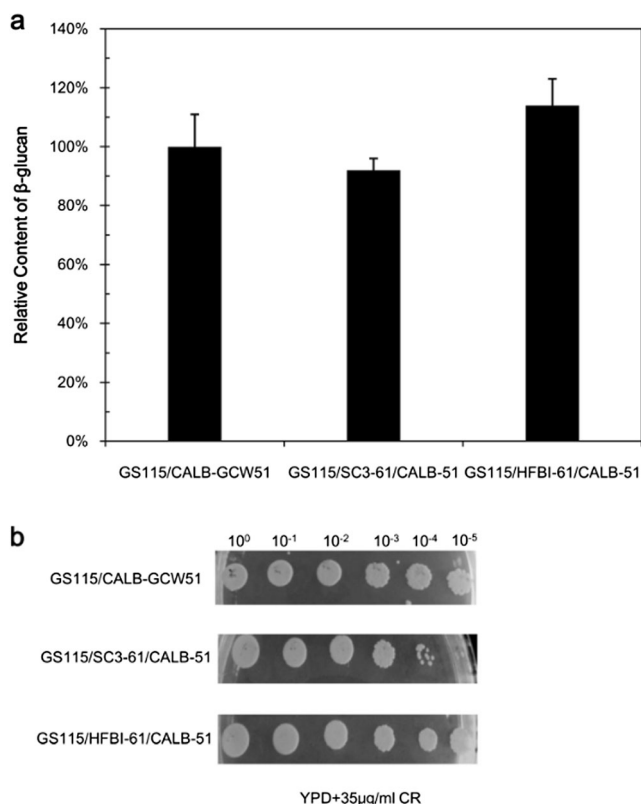 a
Relative Content of β-glucan
140%
120%
100%
80%
60%
40%
20%
0%
GS115/CALB-GCW51 GS115/SC3-61/CALB-51 GS115/HFBI-61/CALB-51
b
10⁰ 10⁻¹ 10⁻² 10⁻³ 10⁻⁴ 10⁻⁵
GS115/CALB-GCW51
GS115/SC3-61/CALB-51
GS115/HFBI-61/CALB-51
YPD+35μg/ml CR